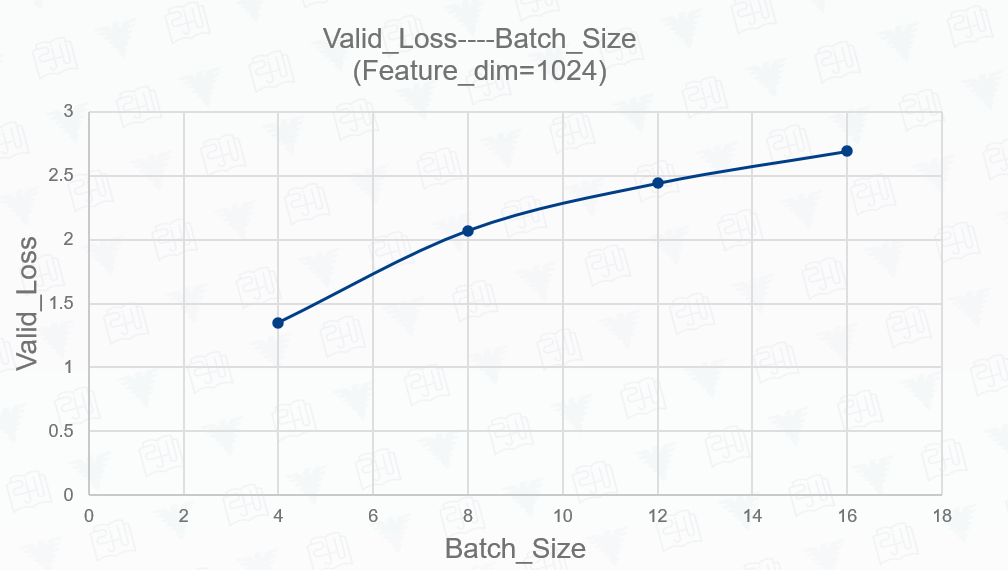 Valid_Loss----Batch_Size
(Feature_dim=1024)
3
2.5
2
1.5
1
0.5
0
Valid_Loss
0 2 4 6 8 10 12 14 16 18
Batch_Size